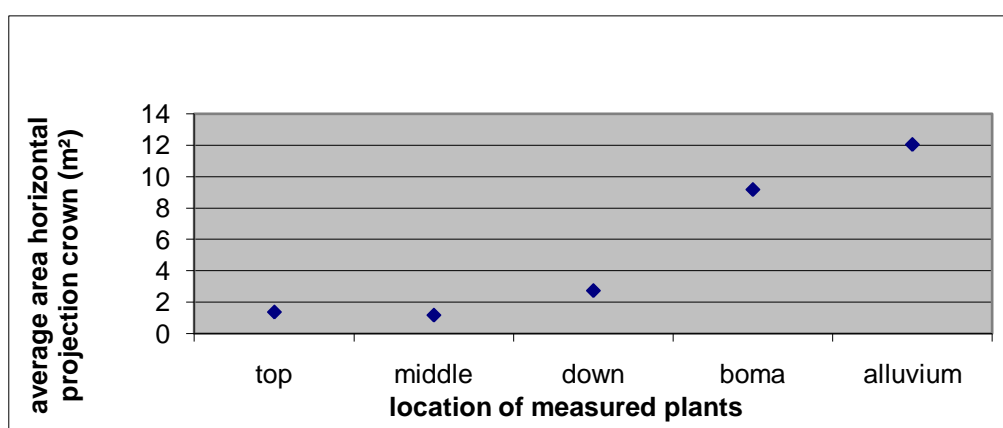 average area horizontal
projection crown (m²)
14
12
10
8
6
4
2
0
top middle down boma alluvium
location of measured plants